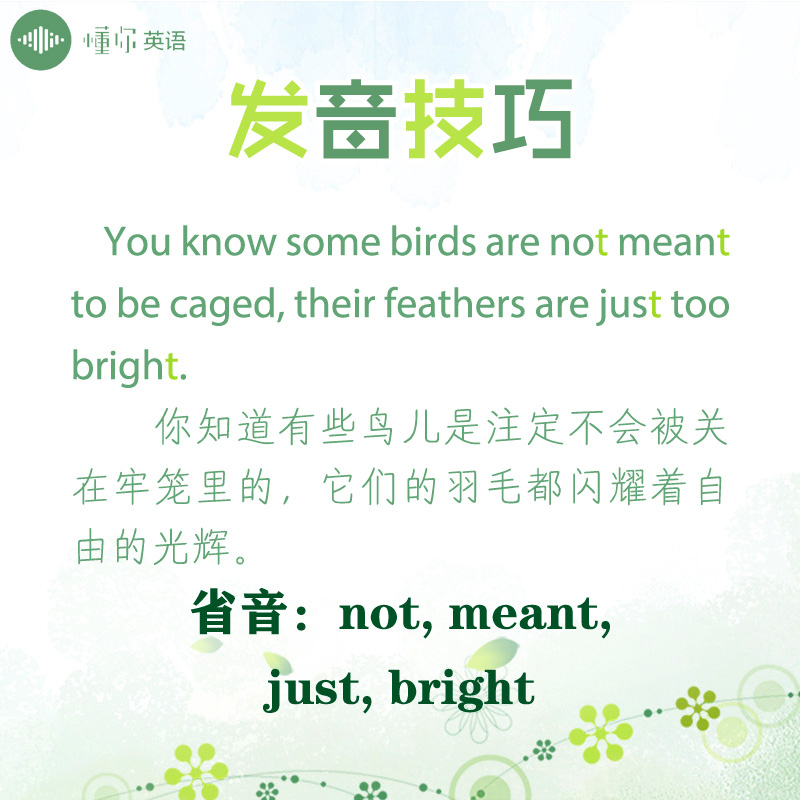 懂你英语
发音技巧
You know some birds are not meant
to be caged, their feathers are just too
bright.
你知道有些鸟儿是注定不会被关
在牢笼里的，它们的羽毛都闪耀着自
由的光辉。
省音：not, meant,
just, bright